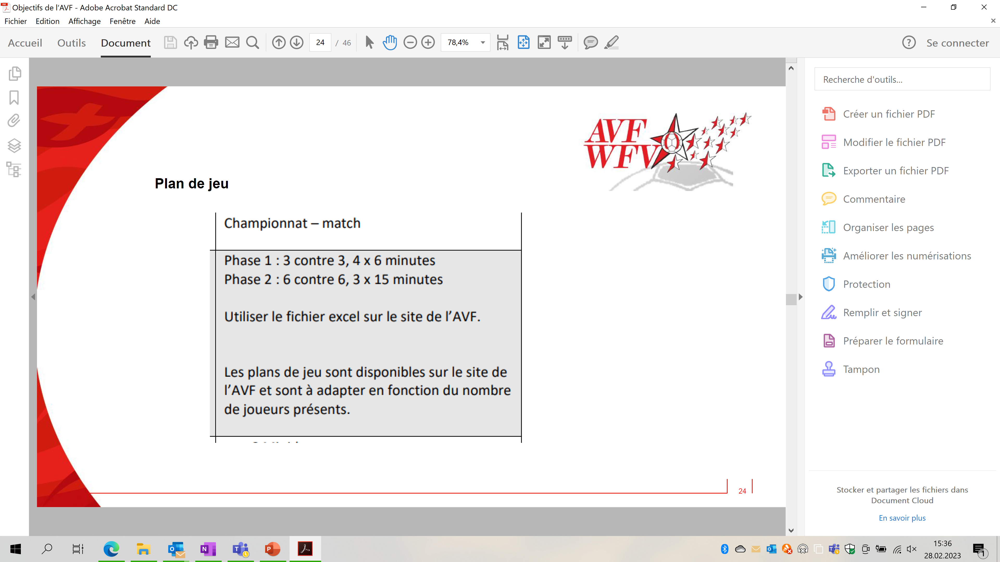 Objectifs de l'AVF - Adobe Acrobat Standard DC
Fichier Edition Affichage Fenêtre Aide
Accueil Outils Document 24 / 46 78,4% Se connecter
Recherche d'outils...
Créer un fichier PDF
Modifier le fichier PDF
Exporter un fichier PDF
Commentaire
Organiser les pages
Améliorer les numérisations
Protection
Remplir et signer
Préparer le formulaire
Tampon
Stocker et partager les fichiers dans
Document Cloud
En savoir plus
AVF
WFV
Plan de jeu
Championnat – match
Phase 1 : 3 contre 3, 4 x 6 minutes
Phase 2 : 6 contre 6, 3 x 15 minutes
Utiliser le fichier excel sur le site de l'AVF.
Les plans de jeu sont disponibles sur le site de
l'AVF et sont à adapter en fonction du nombre
de joueurs présents.
24
15:36
28.02.2023
1